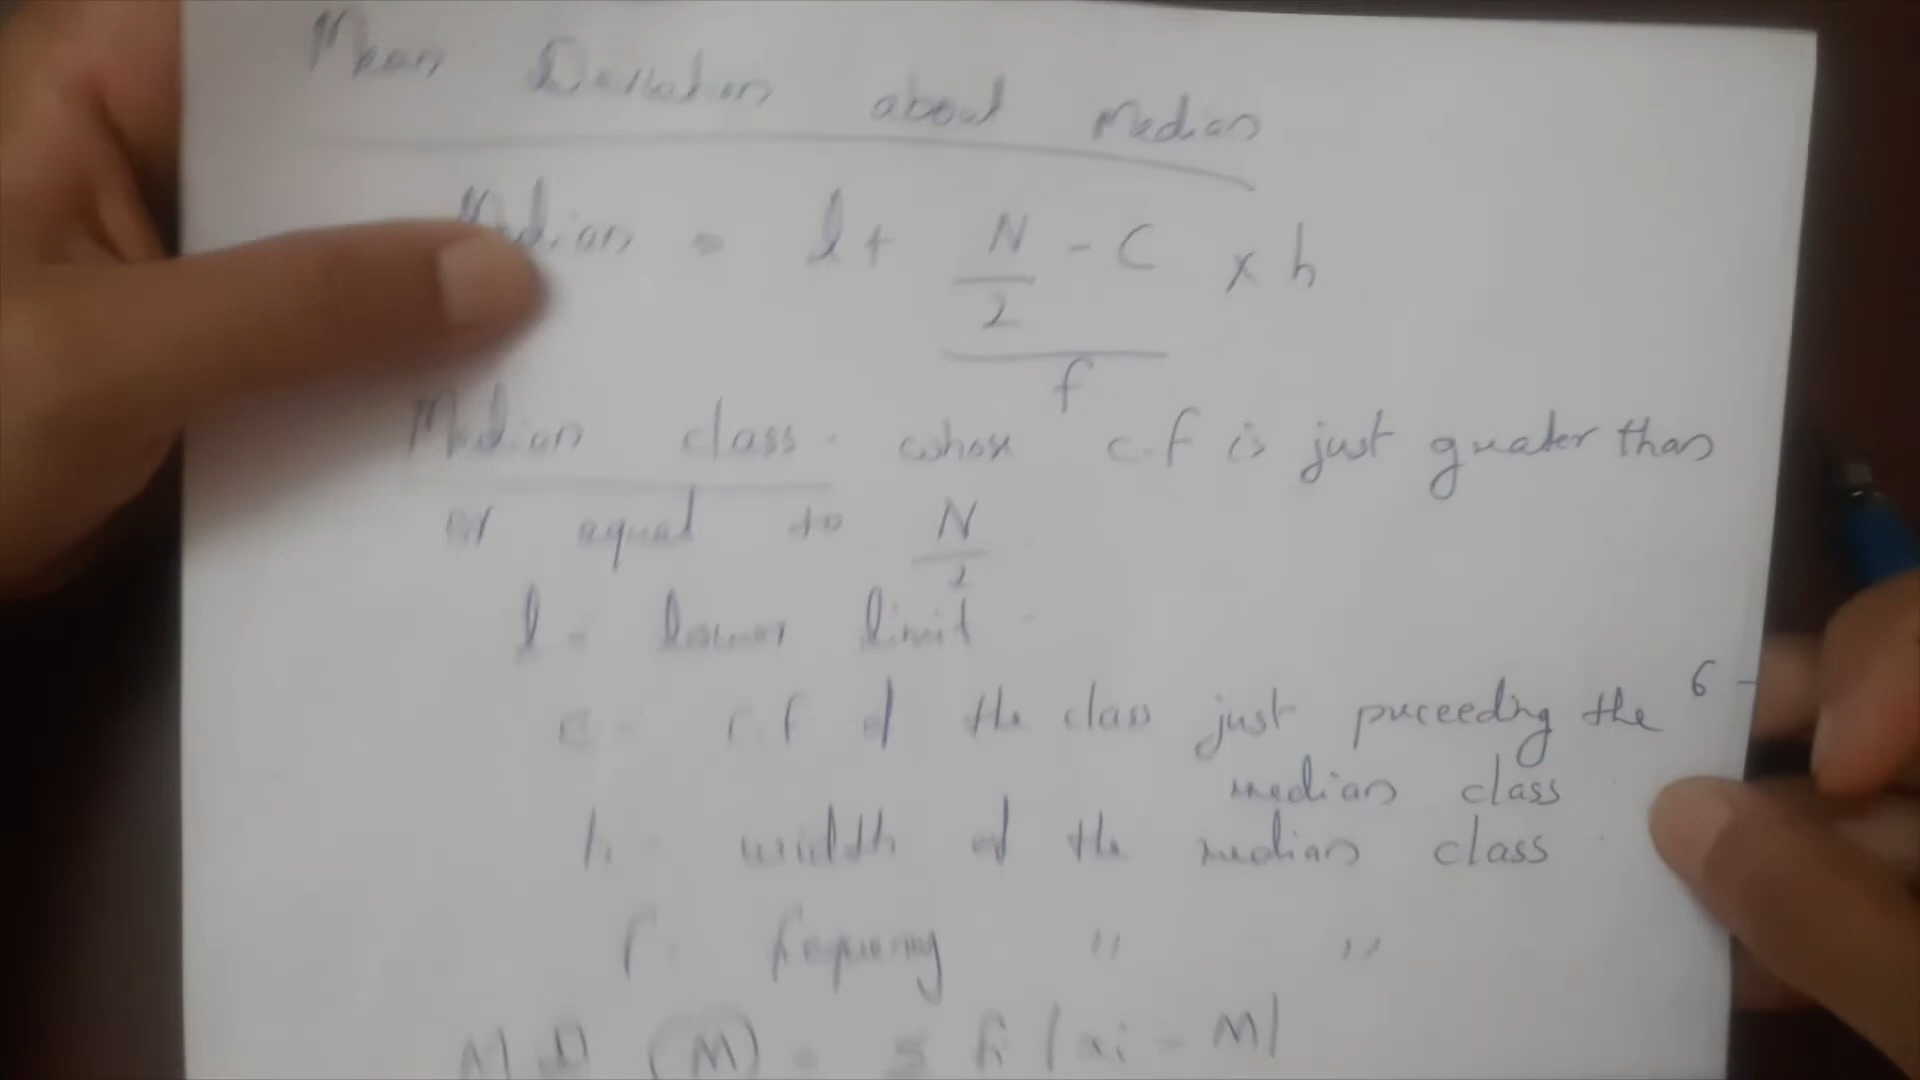 Mean Deviation about Median
Median = l + N/2 - C / f × h
Median class - whose c.f is just greater than
or equal to N/2
l - lower limit
c - c.f of the class just preceeding the
median class
h - width of the median class
f - frequency " "
M.D (M) = Σ fi |xi - M|
6 -